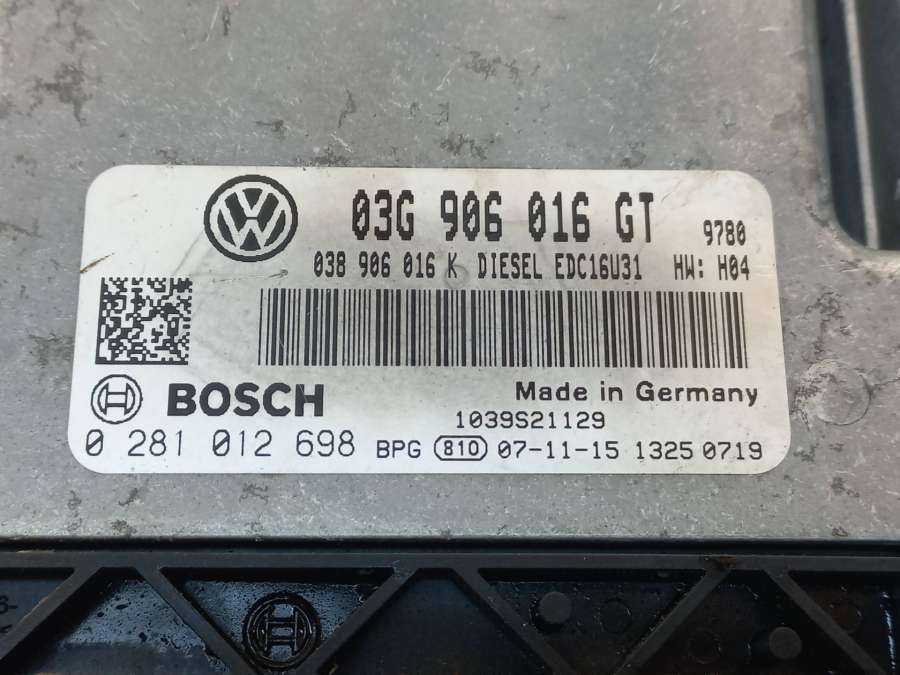 03G 906 016 GT 9780
038 906 016 K DIESEL EDC16U31 HW: H04
BOSCH Made in Germany
1039S21129
0 281 012 698 BPG 810 07-11-15 1325 0719